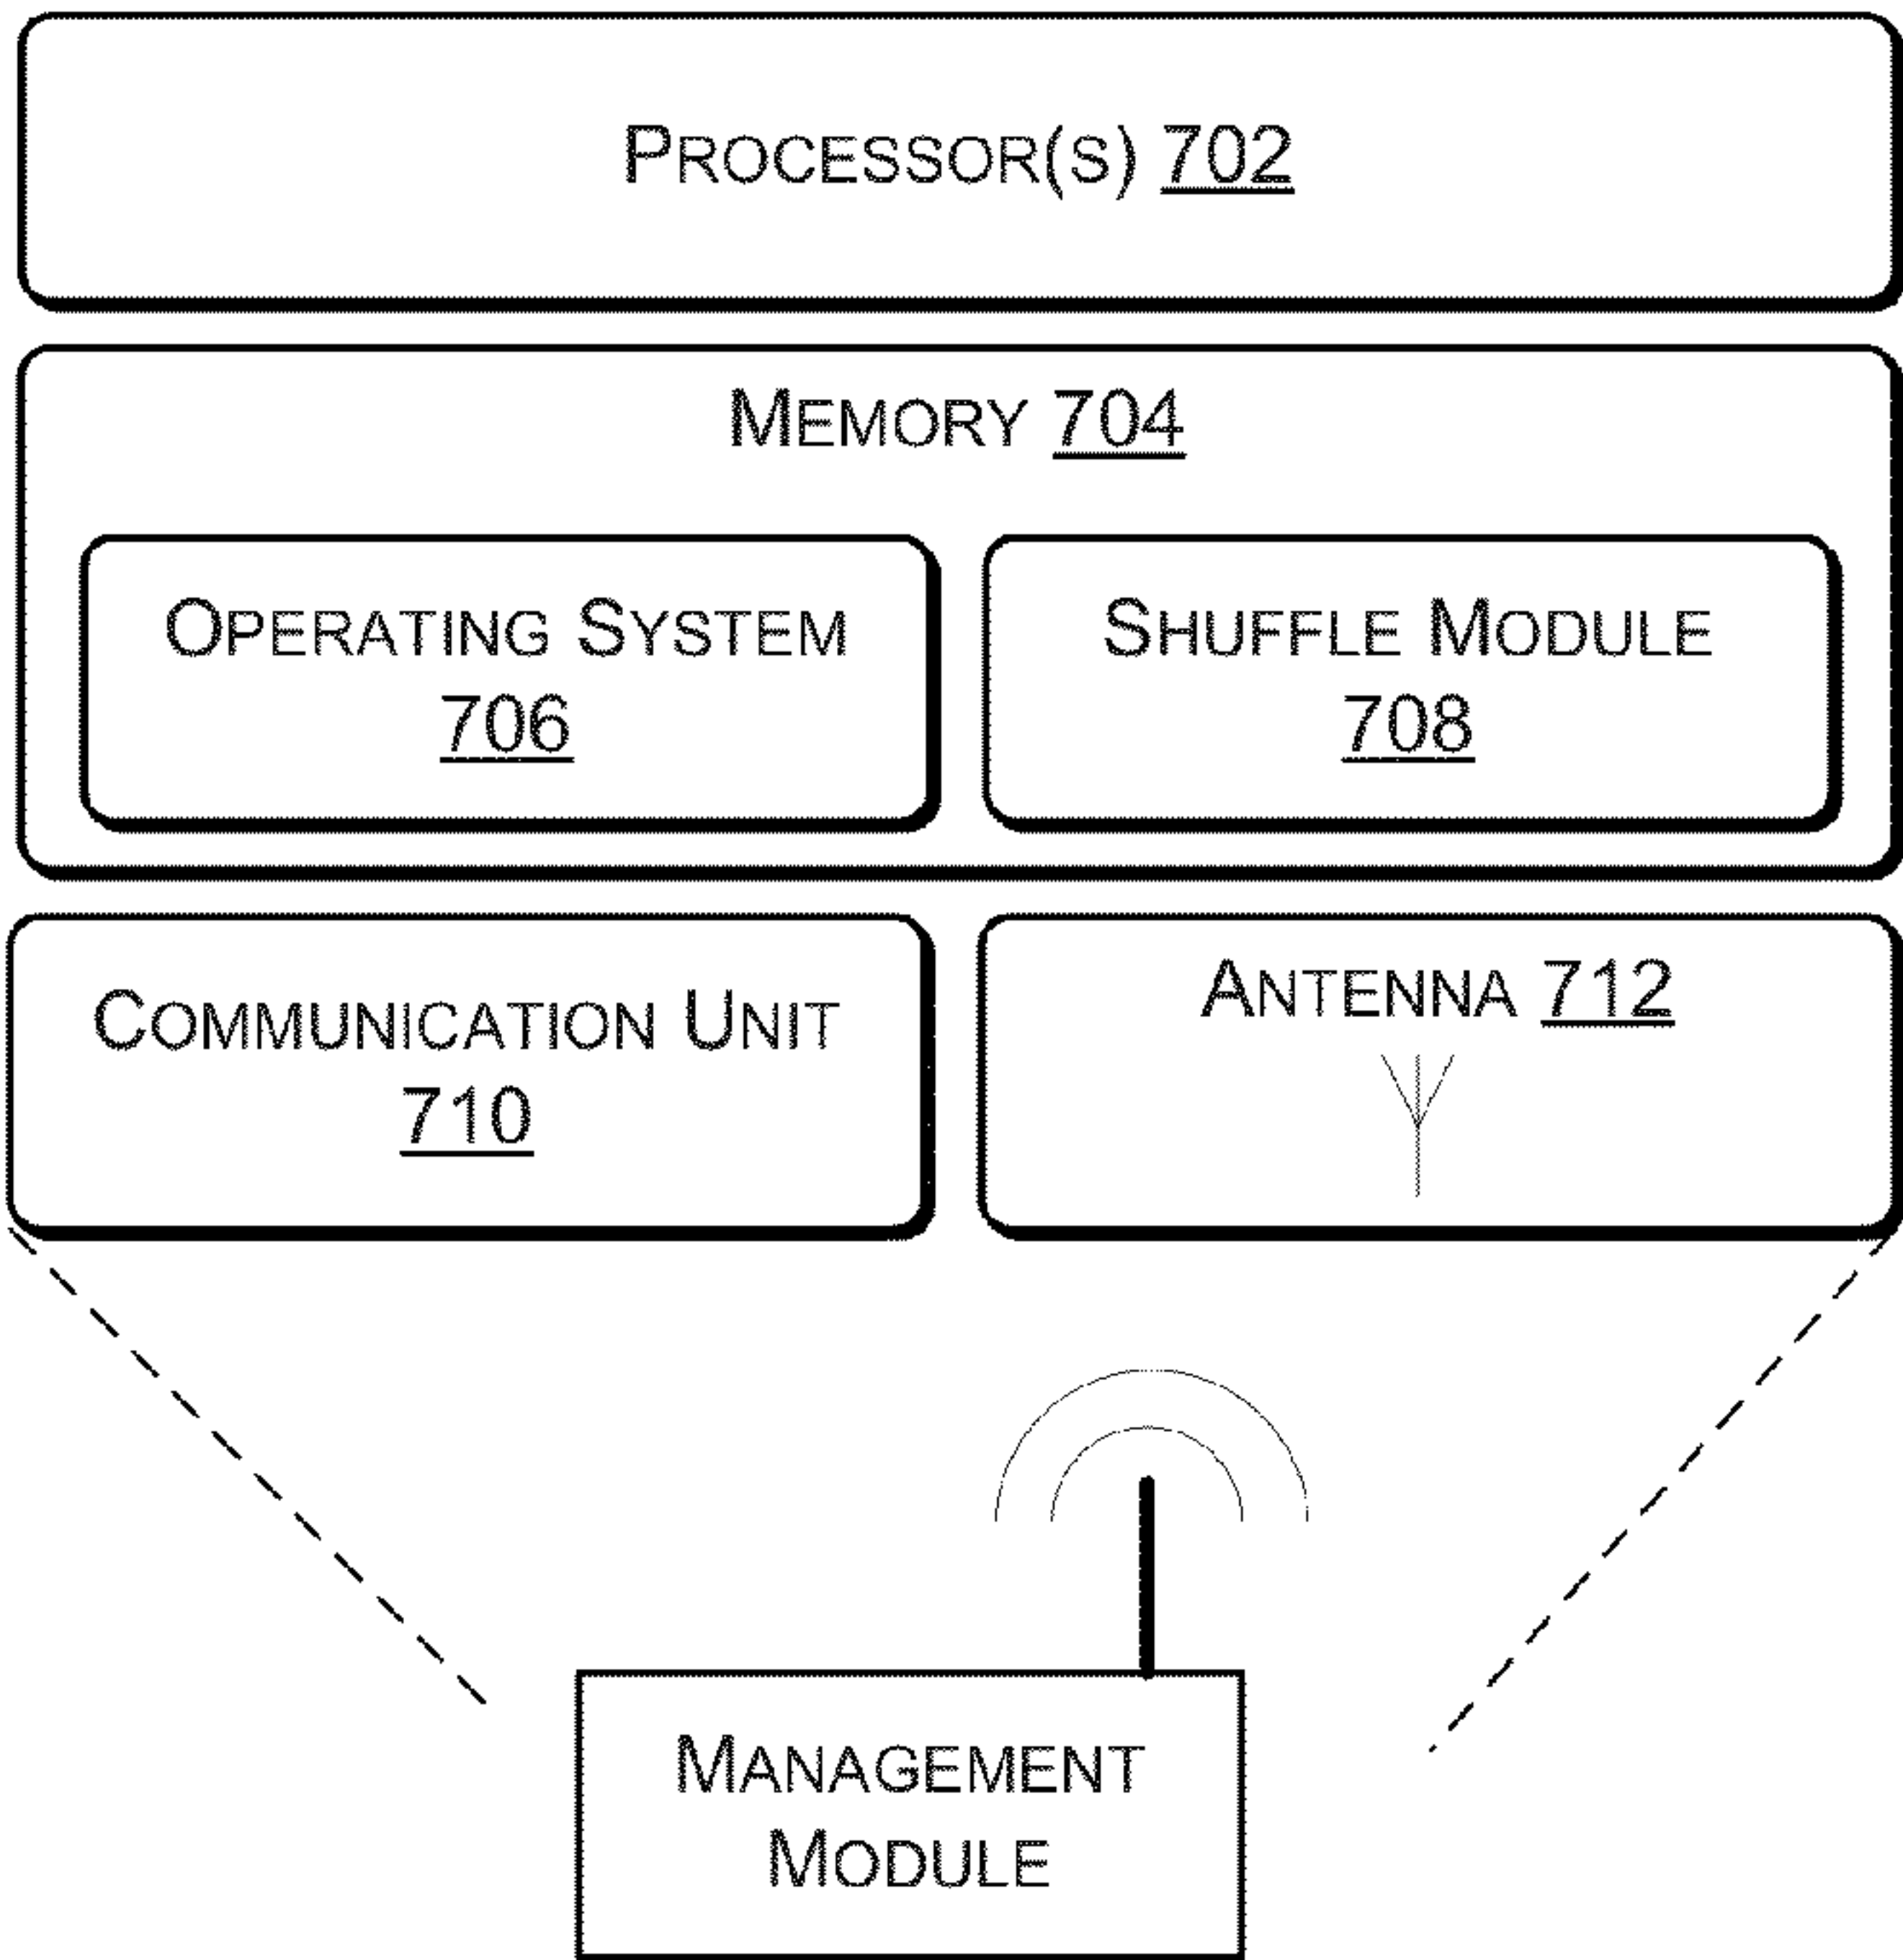 PROCESSOR(S) 702
MEMORY 704
OPERATING SYSTEM
706
SHUFFLE MODULE
708
COMMUNICATION UNIT
710
ANTENNA 712
MANAGEMENT
MODULE